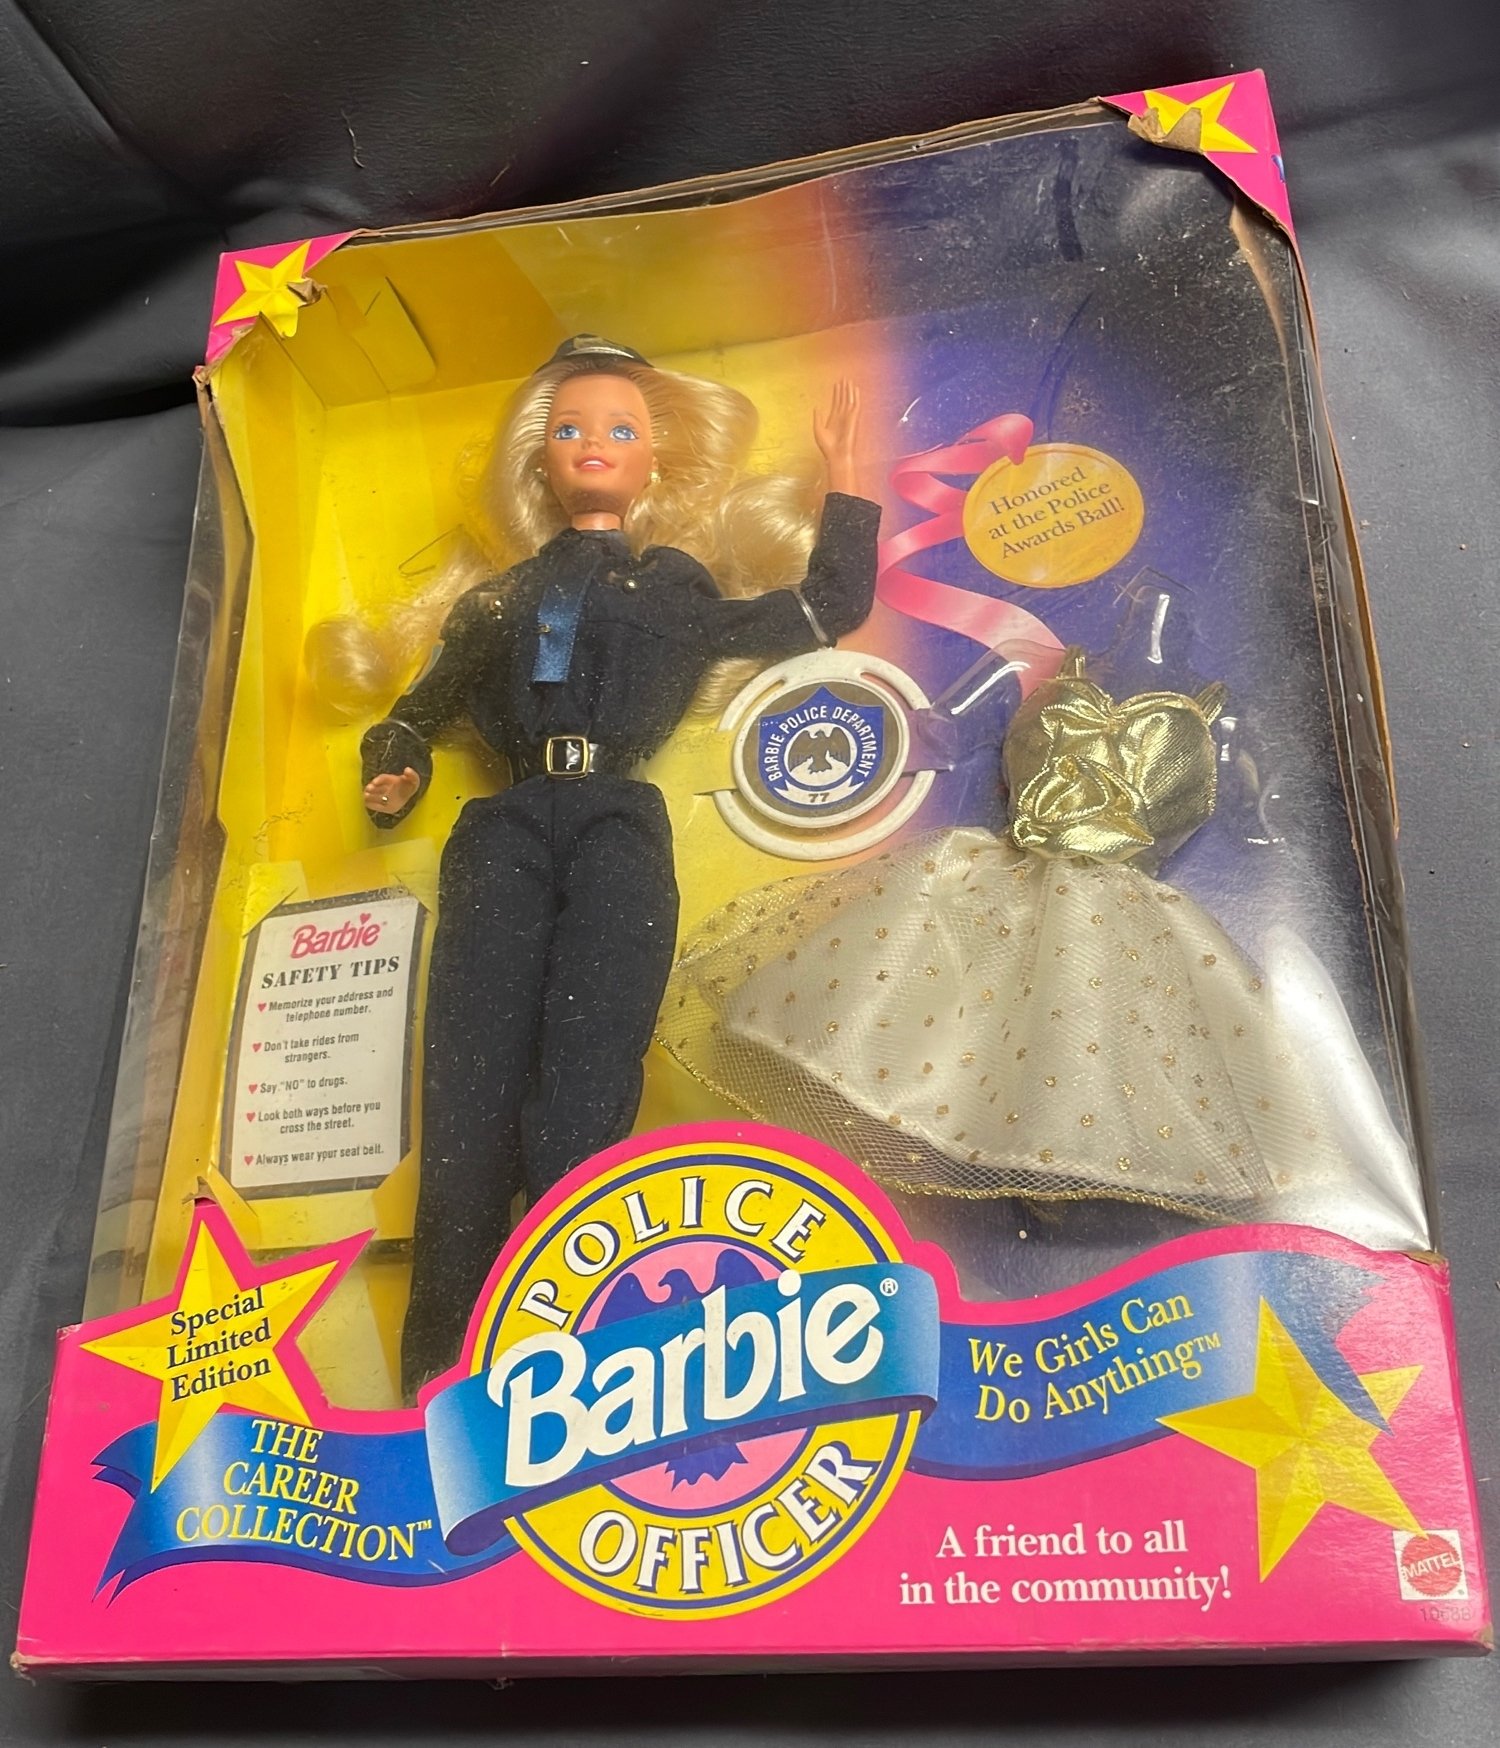 Honored
at the Police
Awards Ball!
BARBIE POLICE DEPARTMENT
77
Barbie
SAFETY TIPS
Memorize your address and
telephone number.
Don't take rides from
strangers.
Say "NO" to drugs.
Look both ways before you
cross the street.
Always wear your seat belt.
Special
Limited
Edition
THE
CAREER
COLLECTION™
POLICE
Barbie®
OFFICER
We Girls Can
Do Anything™
A friend to all
in the community!
MATTEL